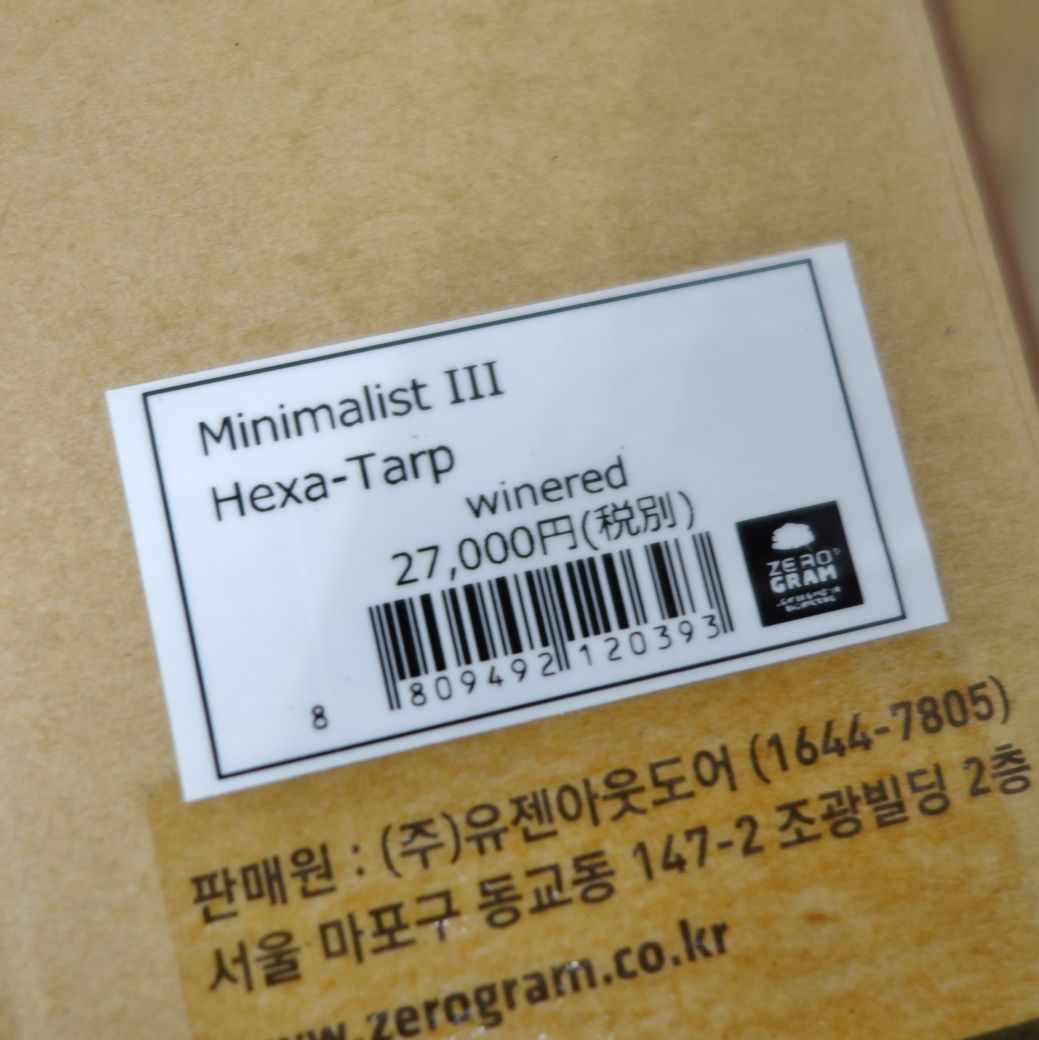 Minimalist III
Hexa-Tarp
winered
27,000円(税別)
8 809492 120393
ZERO
GRAM
판매원 : (주)유젠아웃도어 (1644-7805)
서울 마포구 동교동 147-2 조광빌딩 2층
www.zerogram.co.kr